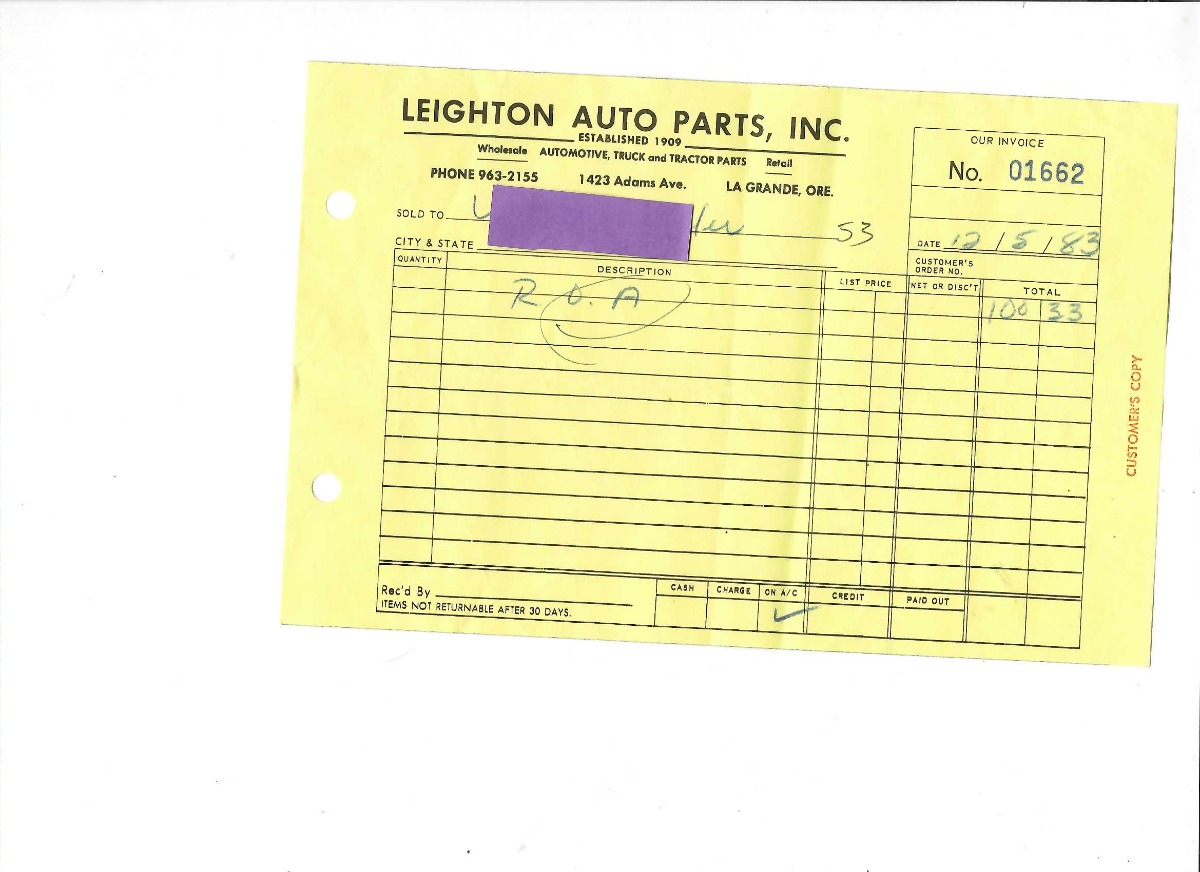 LEIGHTON AUTO PARTS, INC.
ESTABLISHED 1909
Wholesale AUTOMOTIVE, TRUCK and TRACTOR PARTS Retail
PHONE 963-2155 1423 Adams Ave. LA GRANDE, ORE.
OUR INVOICE
No. 01662
SOLD TO 53
DATE 12/5/83
CITY & STATE
CUSTOMER'S
ORDER NO.
QUANTITY DESCRIPTION LIST PRICE NET OR DISC'T TOTAL
R. O. A 100 33
CUSTOMER'S COPY
Rec'd By
ITEMS NOT RETURNABLE AFTER 30 DAYS.
CASH CHARGE ON A/C CREDIT PAID OUT